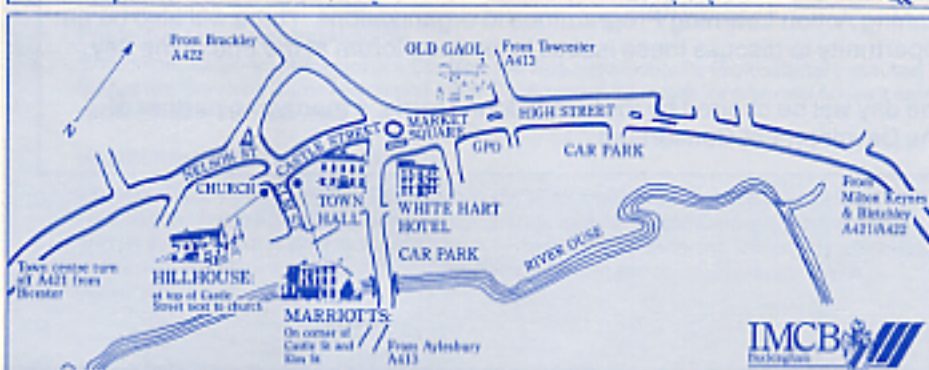 From Brackley
A422
OLD GAOL
From Towcester
A413
N
NELSON ST
CASTLE STREET
MARKET
SQUARE
HIGH STREET
GPO
CAR PARK
CHURCH
TOWN
HALL
WHITE HART
HOTEL
From
Milton Keynes
& Bletchley
A421/A422
Town centre turn
off A421 from
Bicester
HILLHOUSE:
at top of Castle
Street next to church
CAR PARK
RIVER OUSE
MARRIOTTS:
On corner of
Castle St and
Elm St
From Aylesbury
A413
IMCB
Buckingham